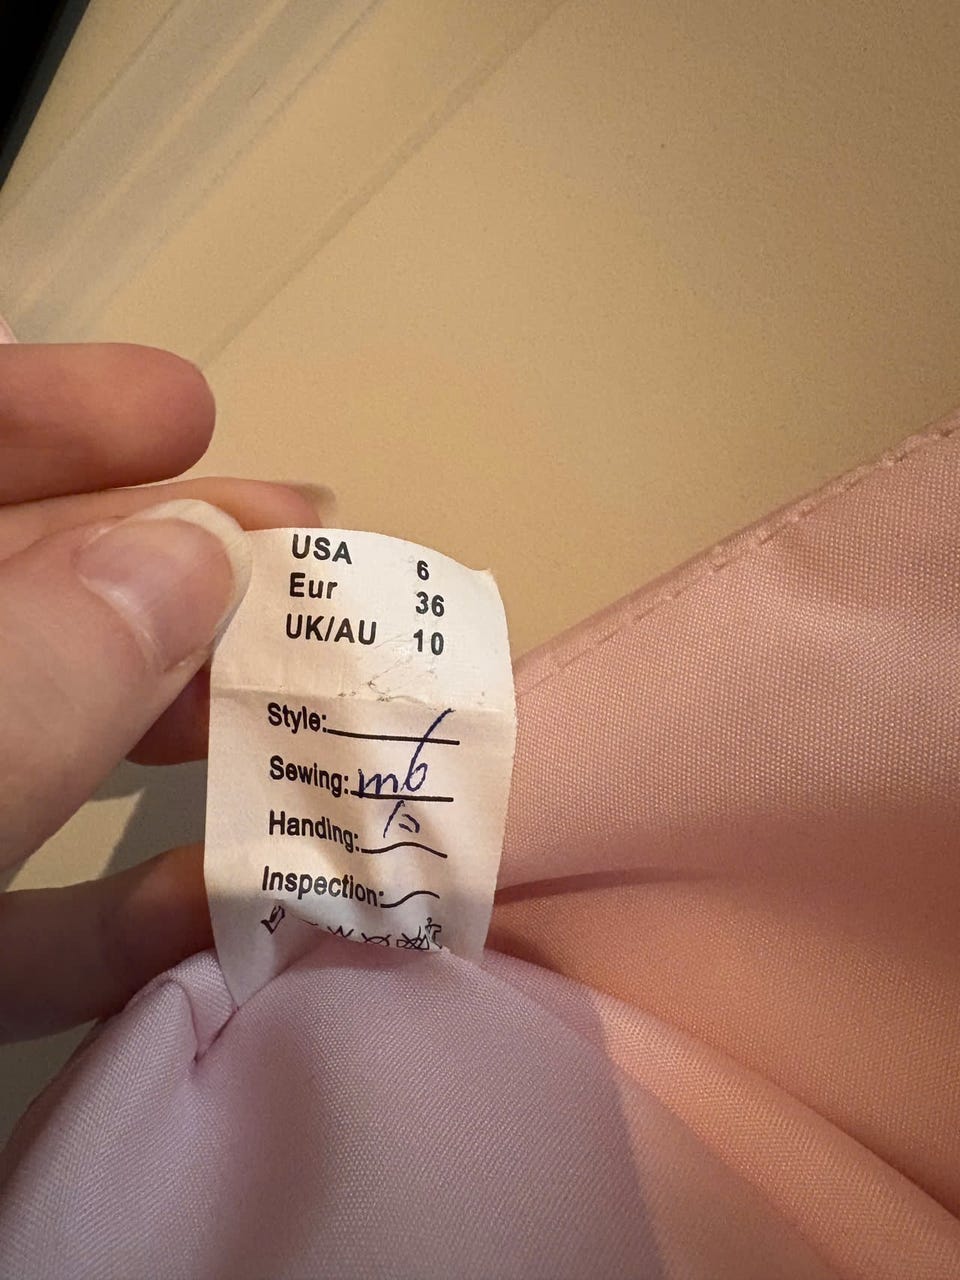 USA 6
Eur 36
UK/AU 10
Style:
Sewing: m6
Handing:
Inspection: